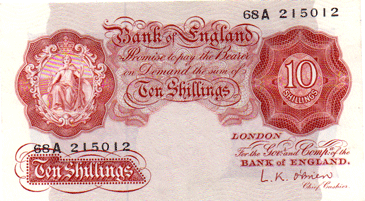 68A 215012
Bank of England
Promise to pay the Bearer
on Demand the sum of
Ten Shillings
10
SHILLINGS
LONDON
For the Gov: and Comp: of the
BANK OF ENGLAND.
L.K. O'Brien
Chief Cashier
68A 215012
Ten Shillings